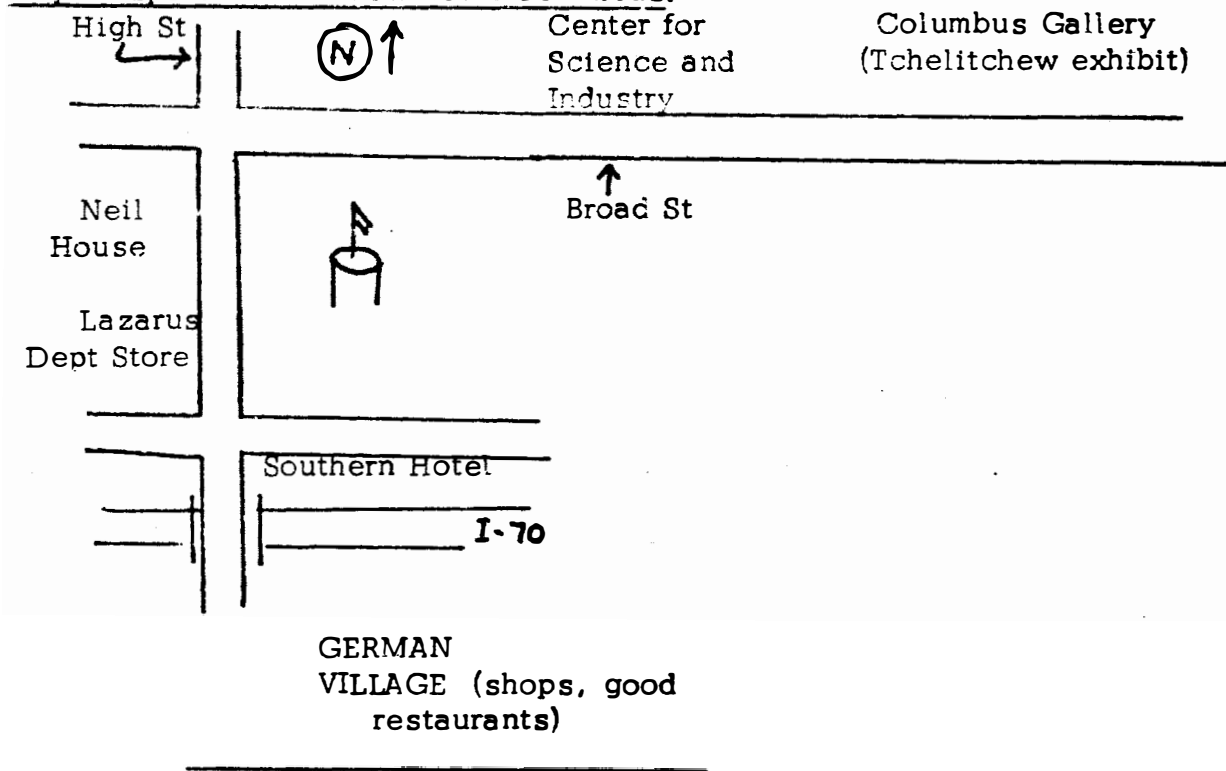 High St
N
Center for
Science and
Industry
Columbus Gallery
(Tchelitchew exhibit)
Neil
House
Broad St
Lazarus
Dept Store
Southern Hotel
I-70
GERMAN
VILLAGE (shops, good
restaurants)